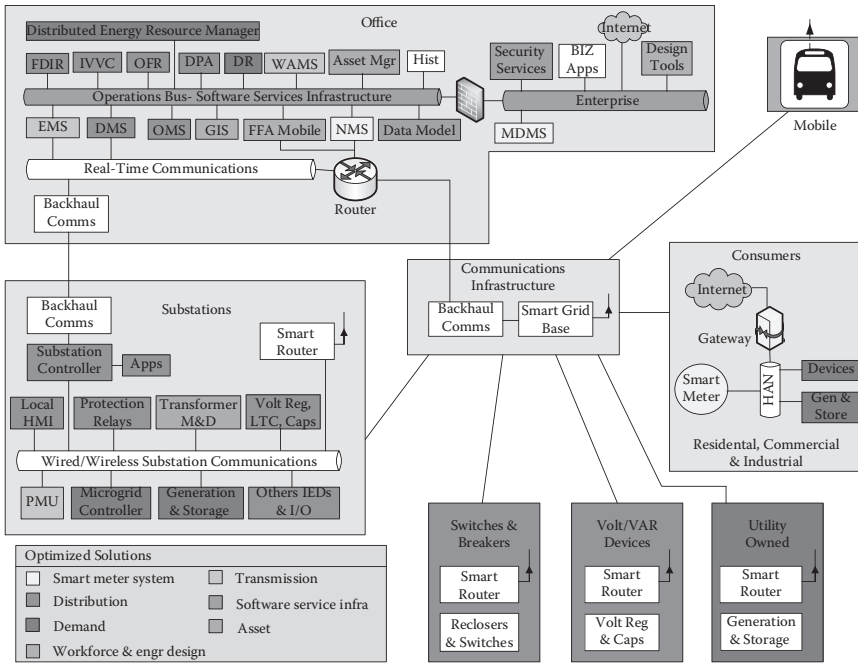 Office
Distributed Energy Resource Manager
FDIR
IVVC
OFR
DPA
DR
WAMS
Asset Mgr
Hist
Operations Bus- Software Services Infrastructure
EMS
DMS
OMS
GIS
FFA Mobile
NMS
Data Model
Real-Time Communications
Router
Backhaul
Comms
Security
Services
BIZ
Apps
Internet
Design
Tools
Enterprise
MDMS
Mobile
Backhaul
Comms
Substations
Substation
Controller
Apps
Smart
Router
Local
HMI
Protection
Relays
Transformer
M&D
Volt Reg,
LTC, Caps
Wired/Wireless Substation Communications
PMU
Microgrid
Controller
Generation
& Storage
Others IEDs
& I/O
Communications
Infrastructure
Backhaul
Comms
Smart Grid
Base
Consumers
Internet
Gateway
Smart
Meter
HAN
Devices
Gen &
Store
Residental, Commercial
& Industrial
Switches &
Breakers
Smart
Router
Reclosers
& Switches
Volt/VAR
Devices
Smart
Router
Volt Reg
& Caps
Utility
Owned
Smart
Router
Generation
& Storage
Optimized Solutions
Smart meter system
Distribution
Demand
Workforce & engr design
Transmission
Software service infra
Asset